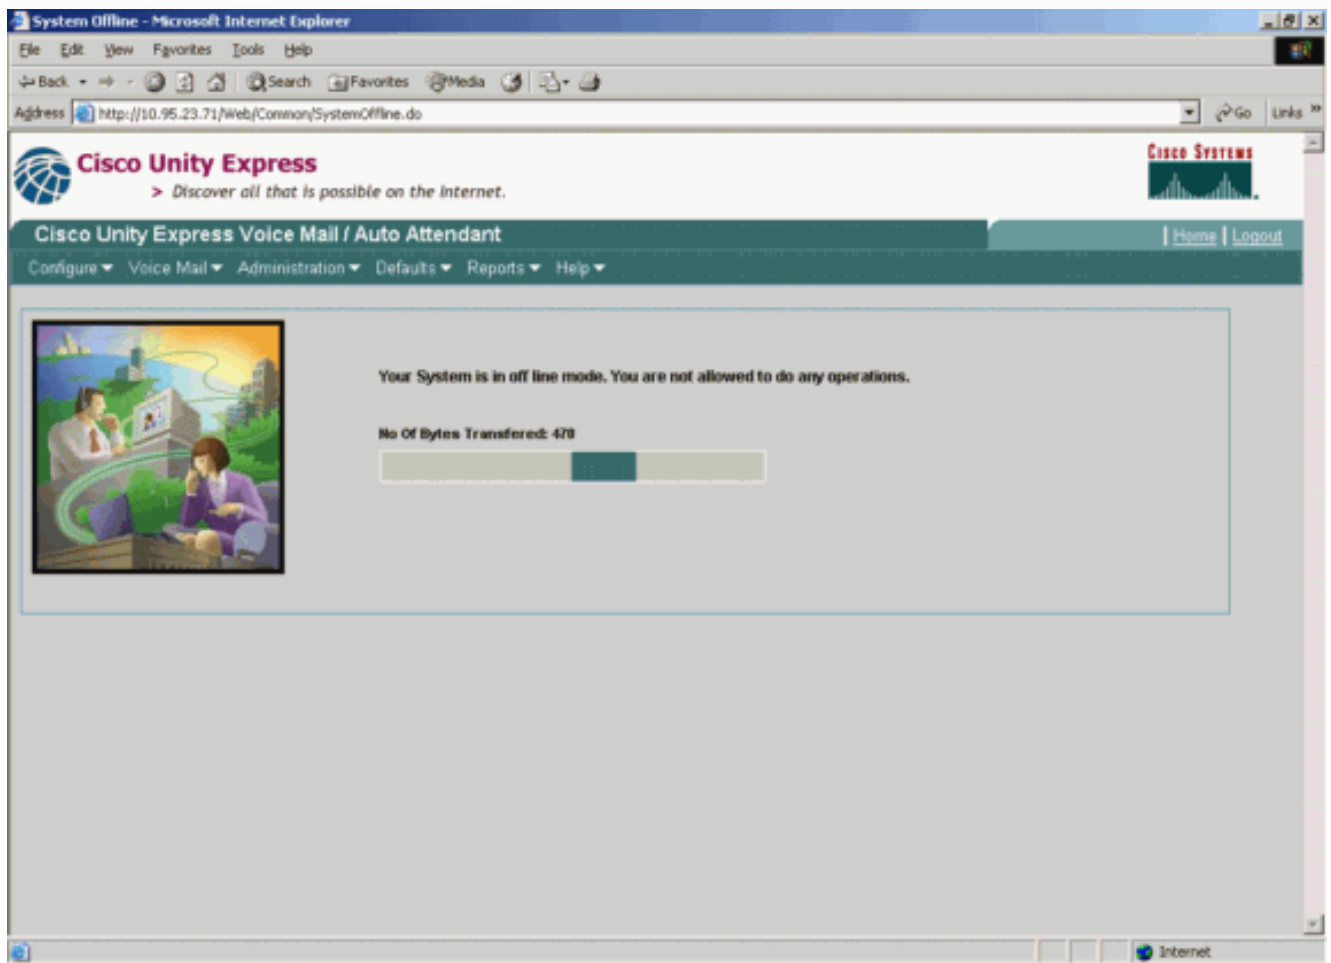 System Offline - Microsoft Internet Explorer
File Edit View Favorites Tools Help
Back Search Favorites Media
Address http://10.95.23.71/Web/Common/SystemOffline.do Go Links »
Cisco Unity Express
> Discover all that is possible on the Internet.
CISCO SYSTEMS
Cisco Unity Express Voice Mail / Auto Attendant
| Home | Logout
Configure Voice Mail Administration Defaults Reports Help
Your System is in off line mode. You are not allowed to do any operations.
No Of Bytes Transfered: 470
Internet